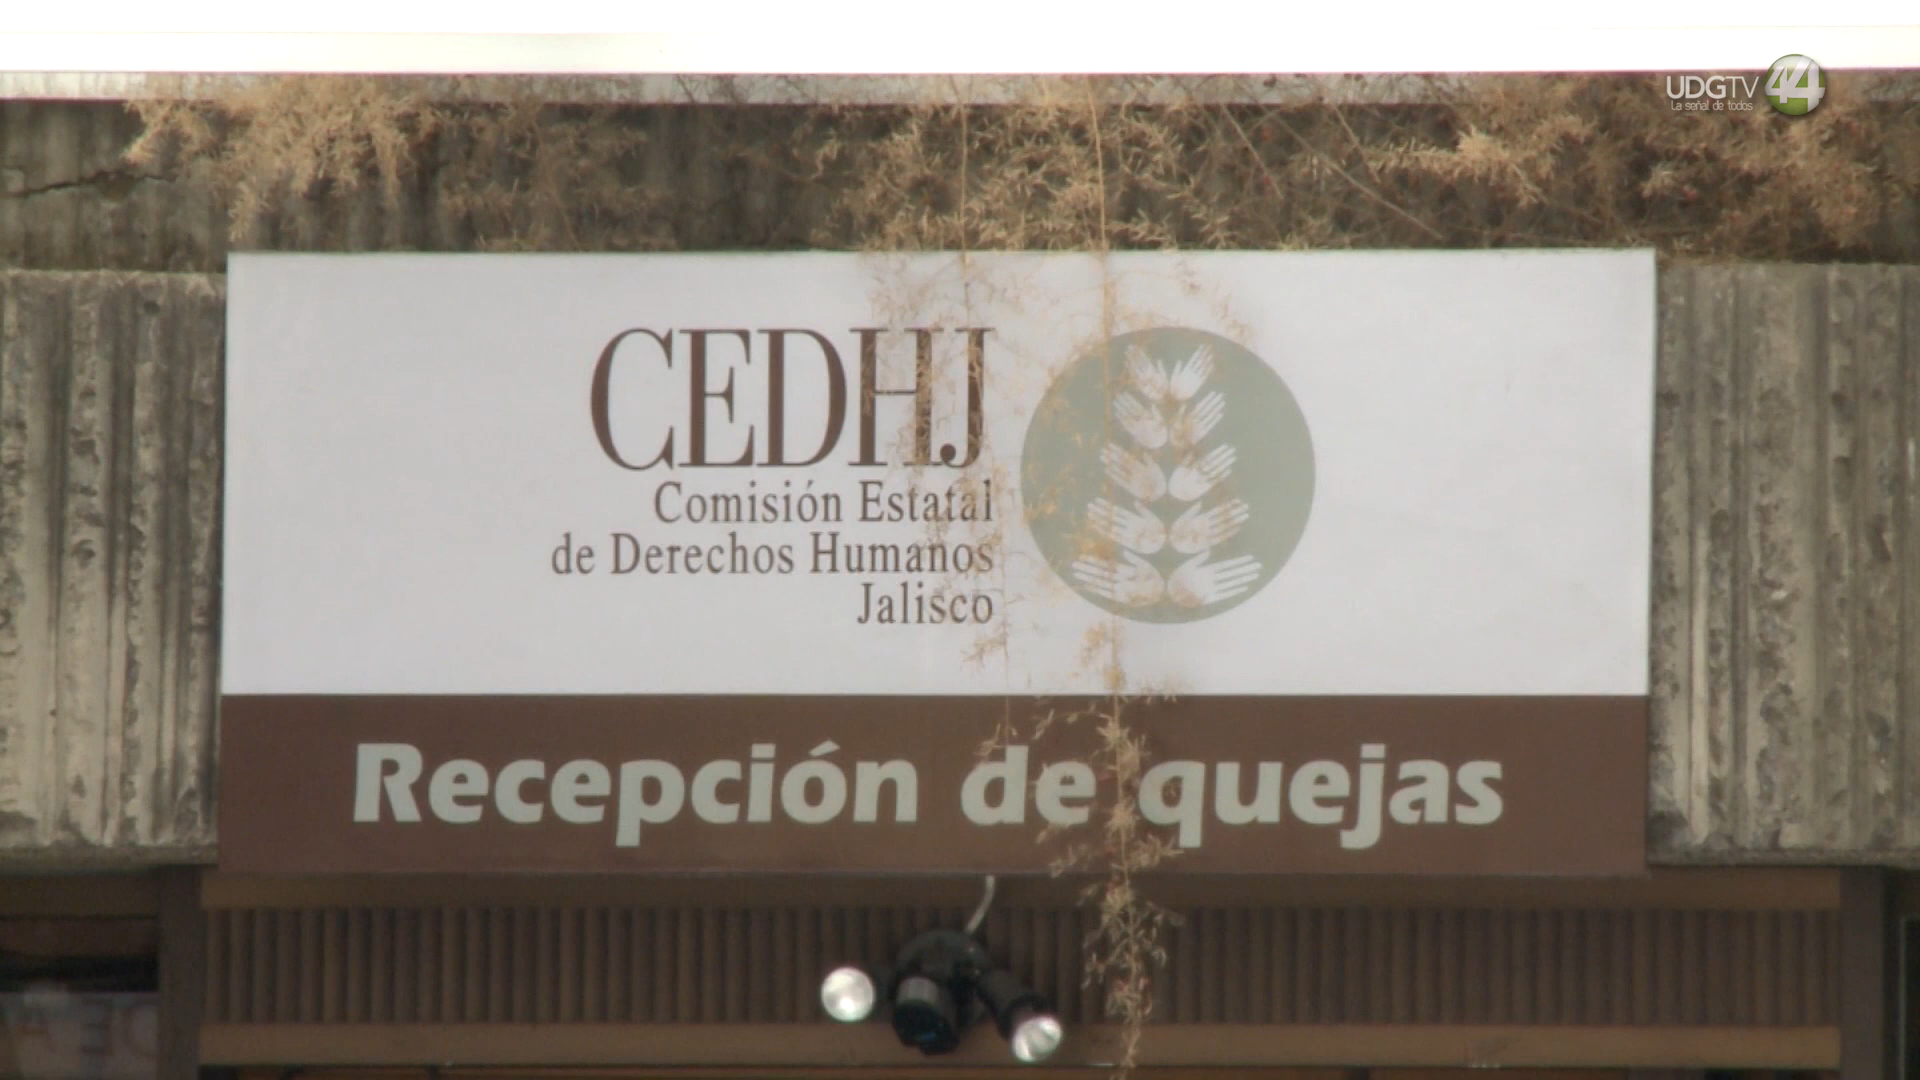 UDGTV 44
La señal de todos
CEDHJ
Comisión Estatal
de Derechos Humanos
Jalisco
Recepción de quejas